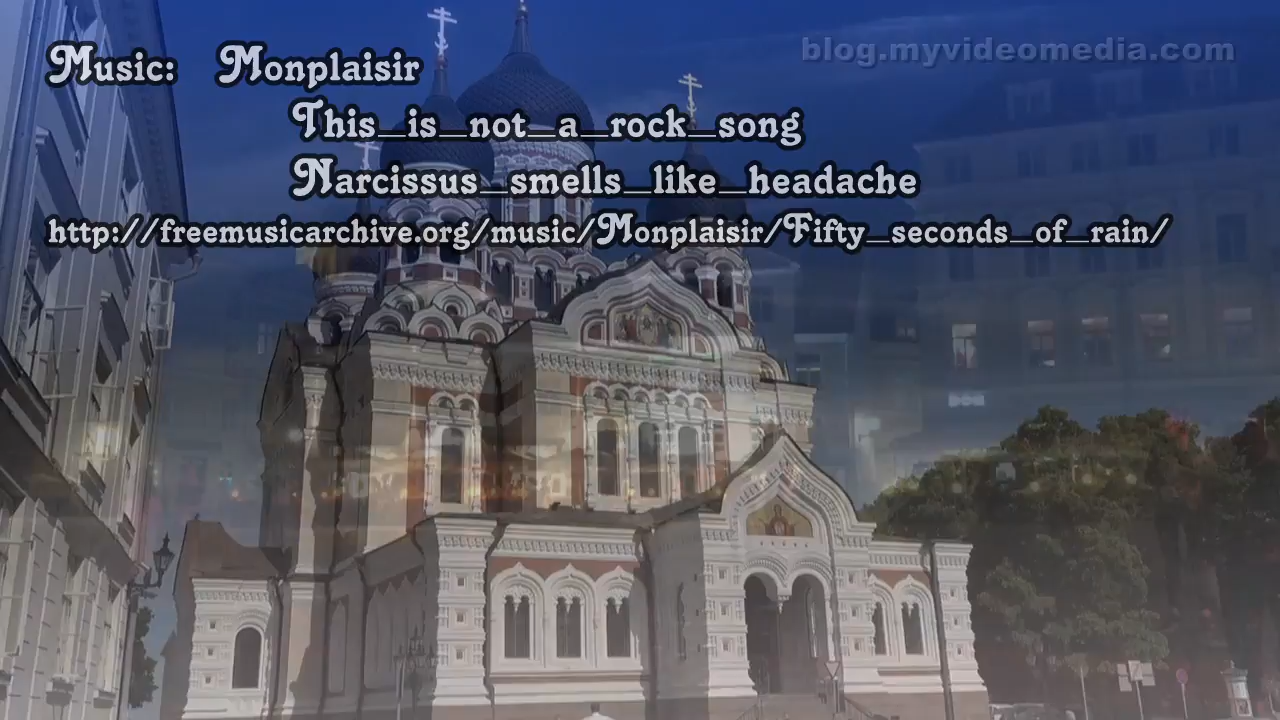 blog.myvideomedia.com
Music: Monplaisir
This_is_not_a_rock_song
Narcissus_smells_like_headache
http://freemusicarchive.org/music/Monplaisir/Fifty_seconds_of_rain/